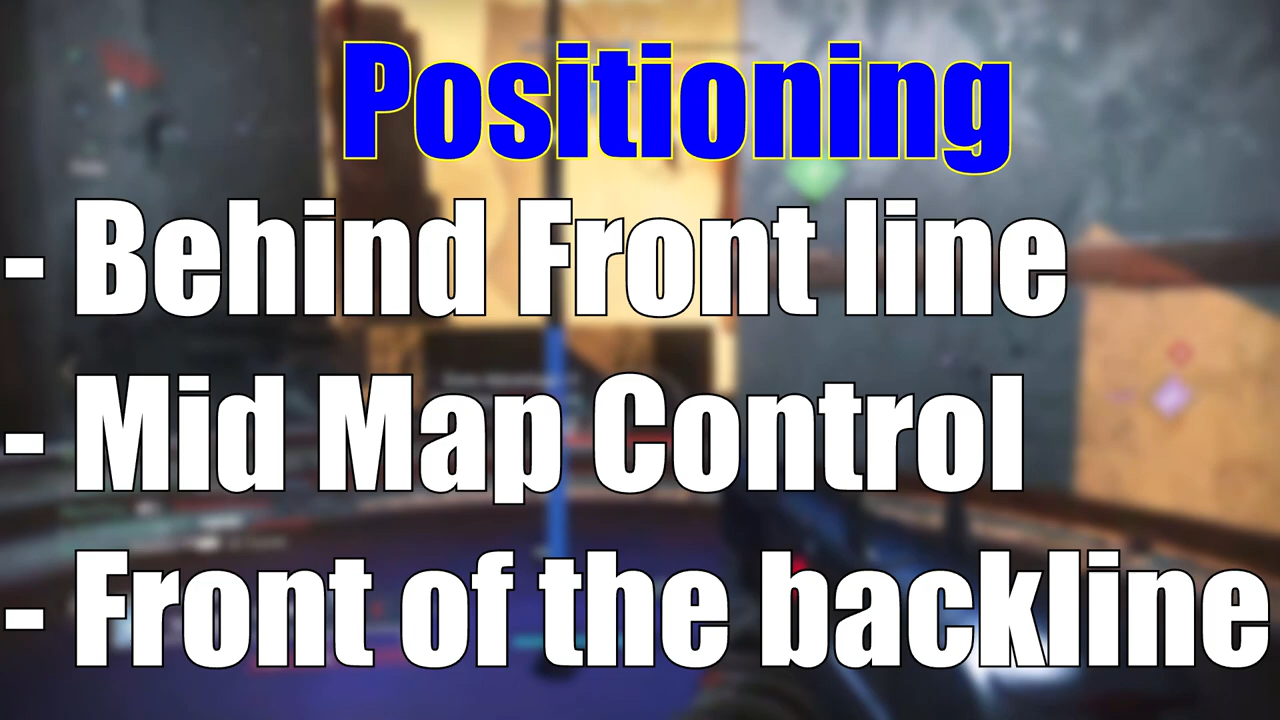 Positioning
- Behind Front line
- Mid Map Control
- Front of the backline